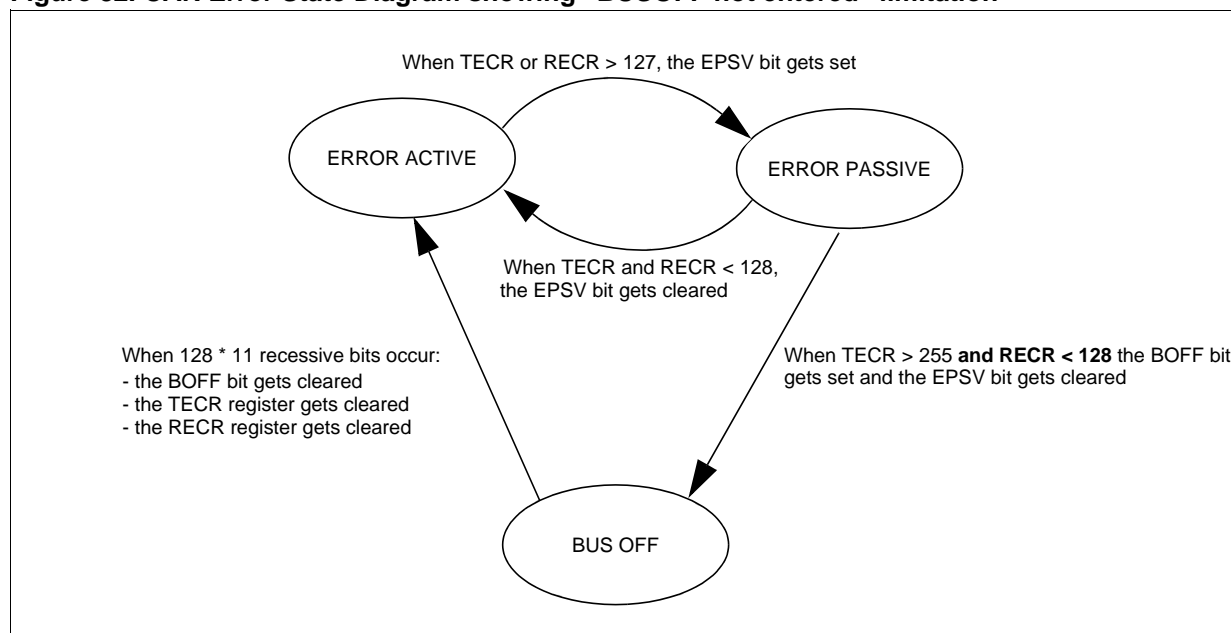 When TECR or RECR > 127, the EPSV bit gets set
ERROR ACTIVE
ERROR PASSIVE
When TECR and RECR < 128,
the EPSV bit gets cleared
When 128 * 11 recessive bits occur:
- the BOFF bit gets cleared
- the TECR register gets cleared
- the RECR register gets cleared
When TECR > 255 and RECR < 128 the BOFF bit
gets set and the EPSV bit gets cleared
BUS OFF